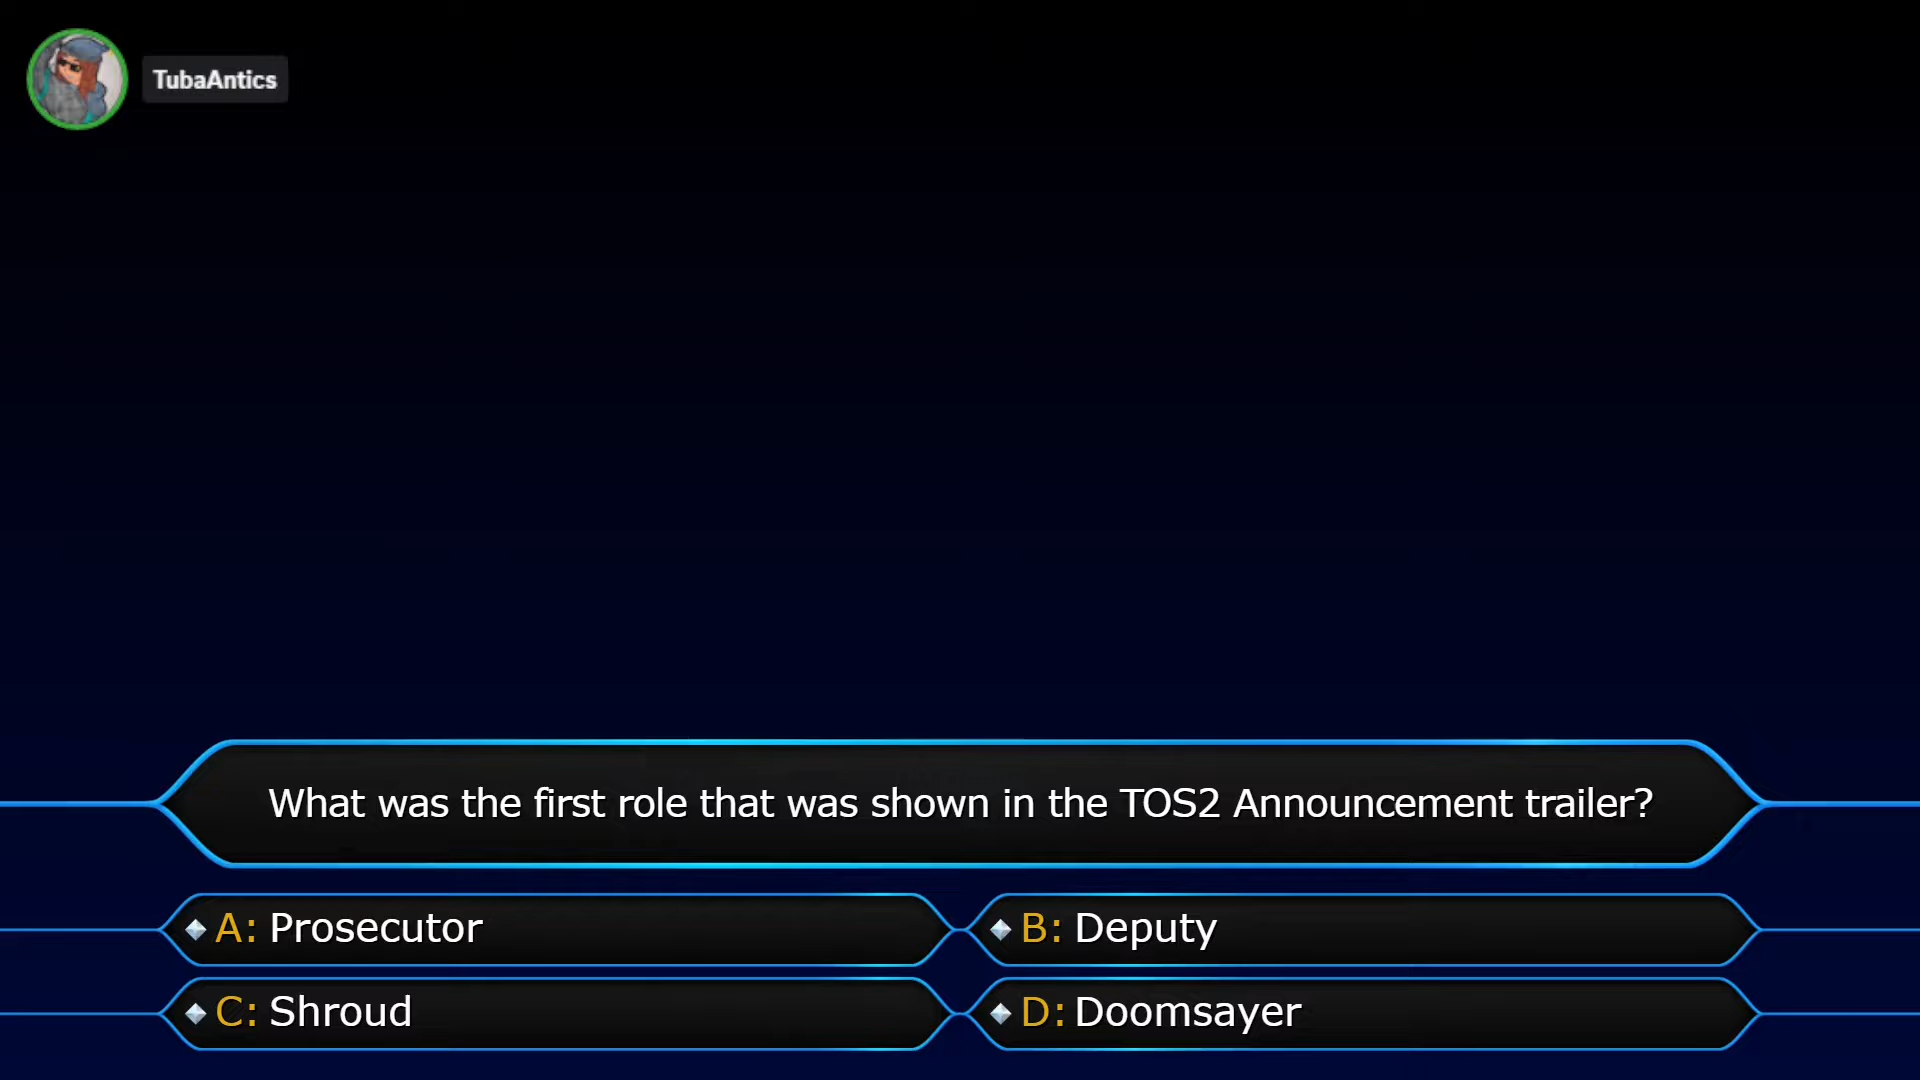 TubaAntics
What was the first role that was shown in the TOS2 Announcement trailer?
A: Prosecutor
B: Deputy
C: Shroud
D: Doomsayer